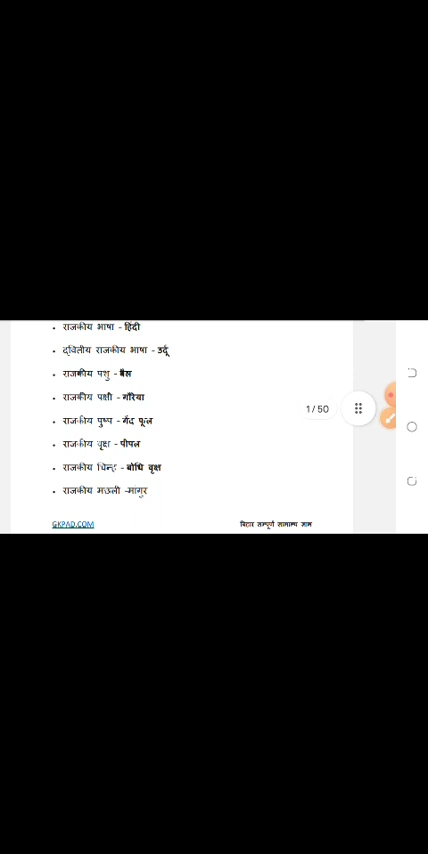 • राजकीय भाषा - हिंदी
• द्वितीय राजकीय भाषा - उर्दू
• राजकीय पशु - बैल
• राजकीय पक्षी - गौरैया
1/50
• राजकीय पुष्प - गेंदा फूल
• राजकीय वृक्ष - पीपल
• राजकीय चिन्ह - बोधि वृक्ष
• राजकीय मछली -मांगुर
GKPAD.COM
बिहार सम्पूर्ण सामान्य ज्ञान